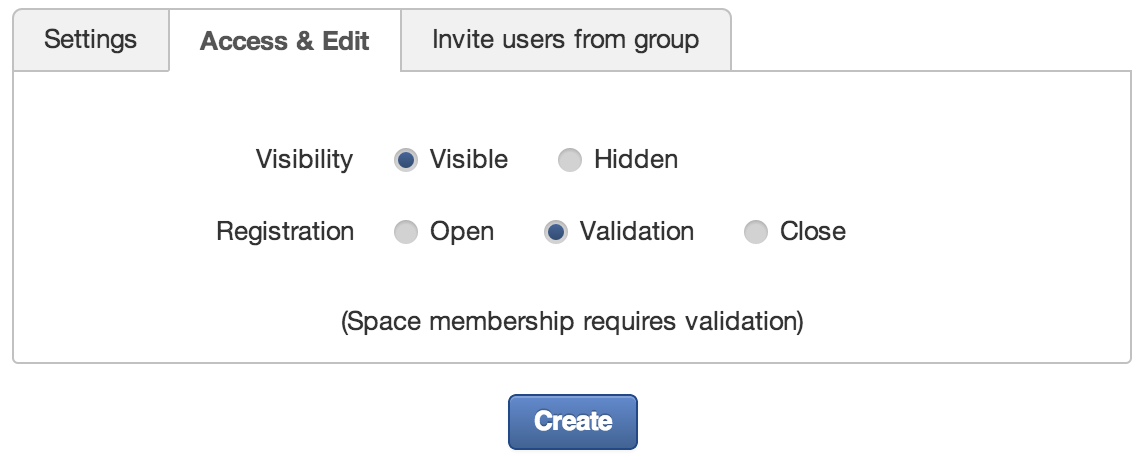 Settings Access & Edit Invite users from group
Visibility Visible Hidden
Registration Open Validation Close
(Space membership requires validation)
Create